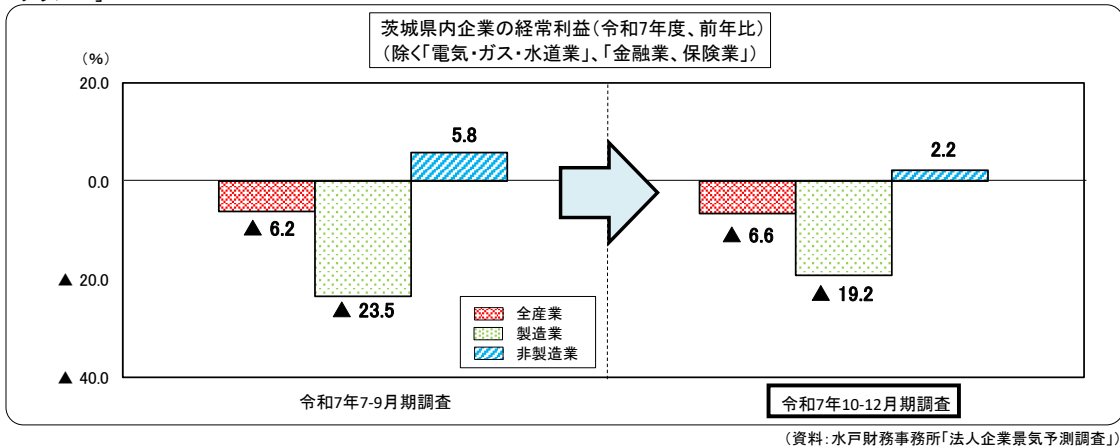 茨城県内企業の経常利益(令和7年度、前年比)
(除く「電気・ガス・水道業」、「金融業、保険業」)
(%)
20.0
0.0
▲ 20.0
▲ 40.0
▲ 6.2
▲ 23.5
5.8
▲ 6.6
▲ 19.2
2.2
全産業
製造業
非製造業
令和7年7-9月期調査
令和7年10-12月期調査
(資料:水戸財務事務所「法人企業景気予測調査」)